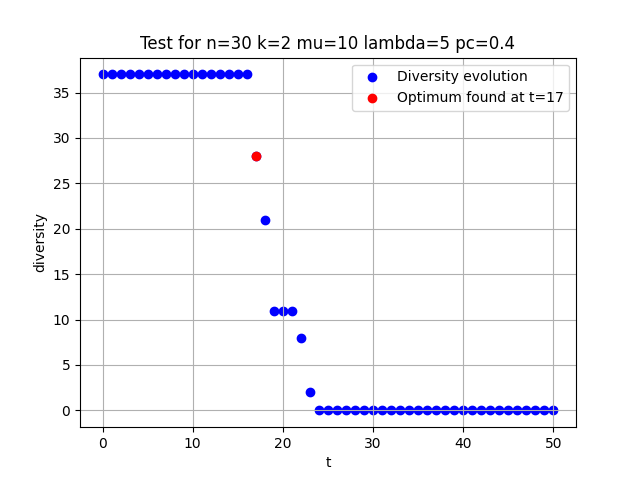 Test for n=30 k=2 mu=10 lambda=5 pc=0.4
Diversity evolution
Optimum found at t=17
diversity
35
30
25
20
15
10
5
0
0 10 20 30 40 50
t